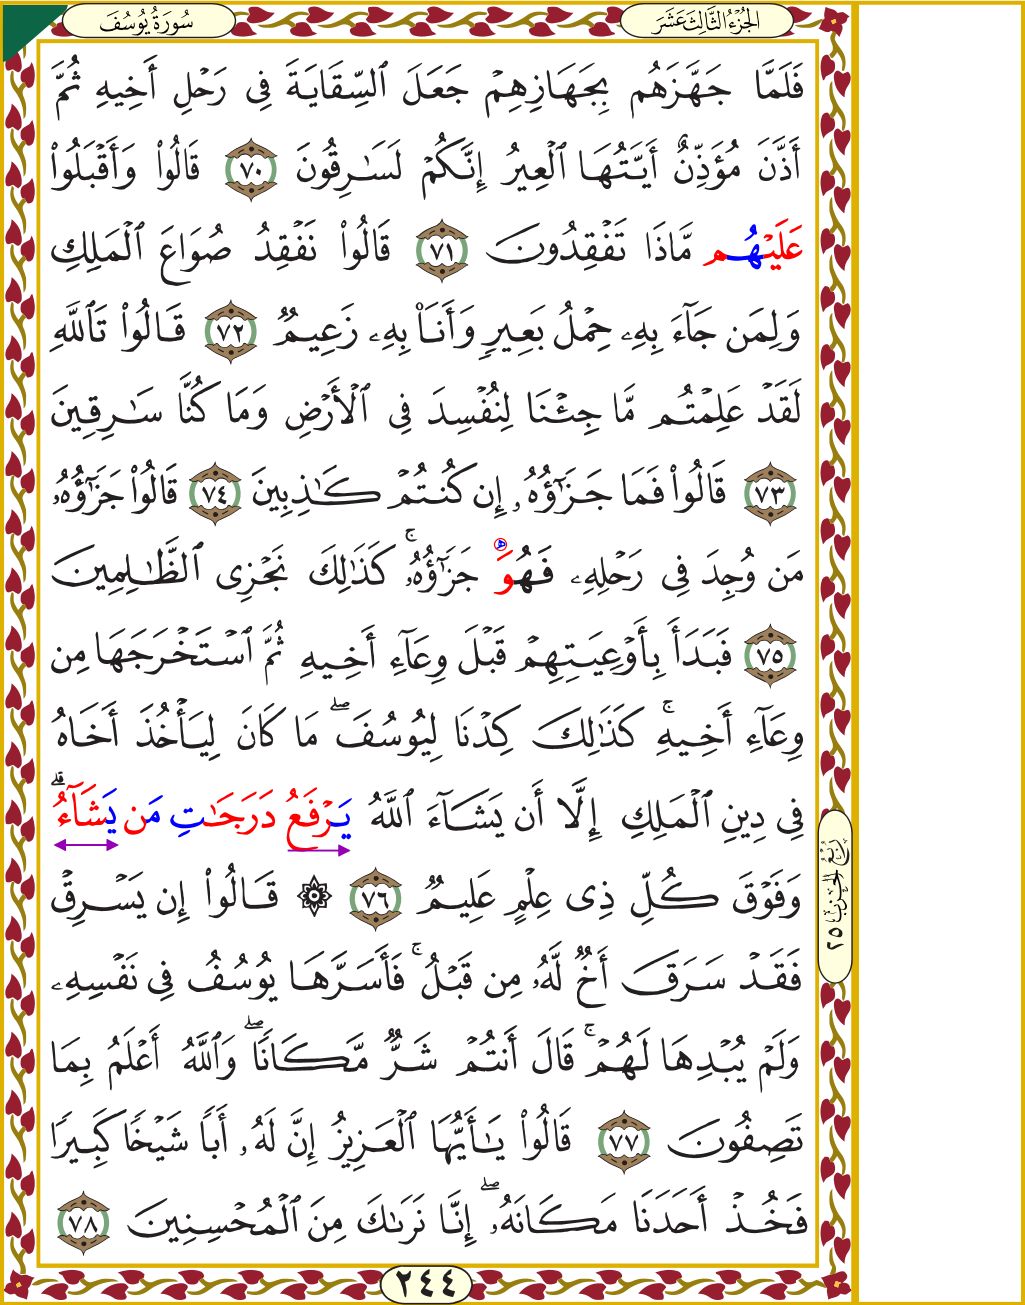 سُورَةُ يُوسُفَ
الجُزْءُ الثَّالِثَ عَشَرَ
فَلَمَّا جَهَّزَهُم بِجَهَازِهِمْ جَعَلَ ٱلسِّقَايَةَ فِى رَحْلِ أَخِيهِ ثُمَّ
أَذَّنَ مُؤَذِّنٌ أَيَّتُهَا ٱلْعِيرُ إِنَّكُمْ لَسَـٰرِقُونَ ٧٠ قَالُوا۟ وَأَقْبَلُوا۟
عَلَيْهُم مَّاذَا تَفْقِدُونَ ٧١ قَالُوا۟ نَفْقِدُ صُوَاعَ ٱلْمَلِكِ
وَلِمَن جَآءَ بِهِۦ حِمْلُ بَعِيرٍ وَأَنَا۠ بِهِۦ زَعِيمٌ ٧٢ قَالُوا۟ تَٱللَّهِ
لَقَدْ عَلِمْتُم مَّا جِئْنَا لِنُفْسِدَ فِى ٱلْأَرْضِ وَمَا كُنَّا سَـٰرِقِينَ
٧٣ قَالُوا۟ فَمَا جَزَٰٓؤُهُۥٓ إِن كُنتُمْ كَـٰذِبِينَ ٧٤ قَالُوا۟ جَزَٰٓؤُهُۥ
مَن وُجِدَ فِى رَحْلِهِۦ فَهُوَ جَزَٰٓؤُهُۥ ۚ كَذَٰلِكَ نَجْزِى ٱلظَّـٰلِمِينَ
٧٥ فَبَدَأَ بِأَوْعِيَتِهِمْ قَبْلَ وِعَآءِ أَخِيهِ ثُمَّ ٱسْتَخْرَجَهَا مِن
وِعَآءِ أَخِيهِ ۚ كَذَٰلِكَ كِدْنَا لِيُوسُفَ ۖ مَا كَانَ لِيَأْخُذَ أَخَاهُ
فِى دِينِ ٱلْمَلِكِ إِلَّآ أَن يَشَآءَ ٱللَّهُ يَرْفَعُ دَرَجَـٰتِ مَن يَشَآءُ ۗ
وَفَوْقَ كُلِّ ذِى عِلْمٍ عَلِيمٌ ٧٦ ۞ قَالُوٓا۟ إِن يَسْرِقْ
فَقَدْ سَرَقَ أَخٌ لَّهُۥ مِن قَبْلُ ۚ فَأَسَرَّهَا يُوسُفُ فِى نَفْسِهِۦ
وَلَمْ يُبْدِهَا لَهُمْ ۚ قَالَ أَنتُمْ شَرٌّ مَّكَانًا ۖ وَٱللَّهُ أَعْلَمُ بِمَا
تَصِفُونَ ٧٧ قَالُوا۟ يَـٰٓأَيُّهَا ٱلْعَزِيزُ إِنَّ لَهُۥٓ أَبًا شَيْخًا كَبِيرًا
فَخُذْ أَحَدَنَا مَكَانَهُۥٓ ۖ إِنَّا نَرَىٰكَ مِنَ ٱلْمُحْسِنِينَ ٧٨
رُبْعُ الحِزْبِ ٢٥
٢٤٤